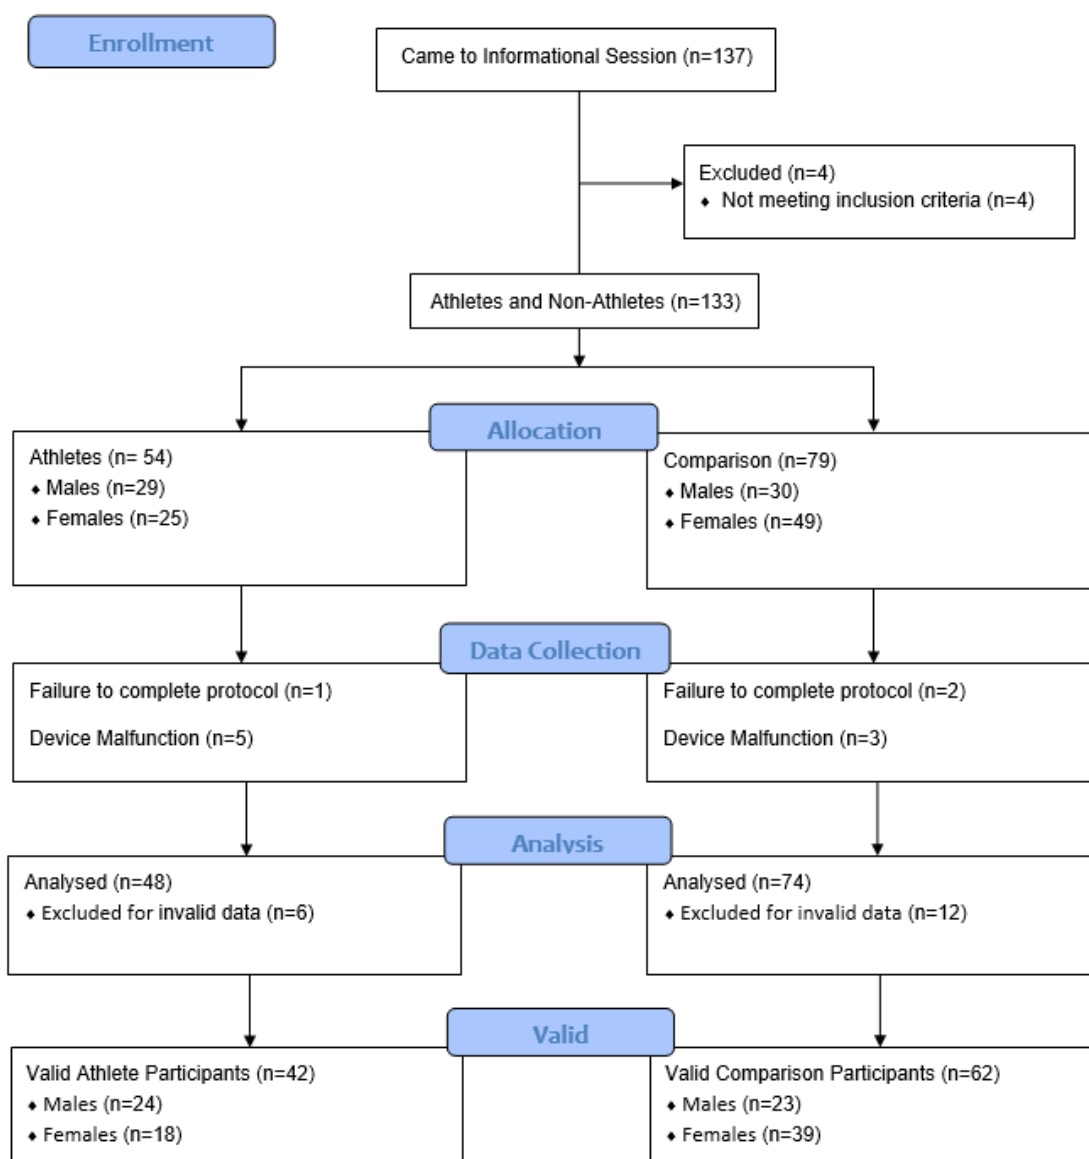 Enrollment
Came to Informational Session (n=137)
Excluded (n=4)
♦ Not meeting inclusion criteria (n=4)
Athletes and Non-Athletes (n=133)
Allocation
Athletes (n= 54)
♦ Males (n=29)
♦ Females (n=25)
Comparison (n=79)
♦ Males (n=30)
♦ Females (n=49)
Data Collection
Failure to complete protocol (n=1)
Device Malfunction (n=5)
Failure to complete protocol (n=2)
Device Malfunction (n=3)
Analysis
Analysed (n=48)
♦ Excluded for invalid data (n=6)
Analysed (n=74)
♦ Excluded for invalid data (n=12)
Valid
Valid Athlete Participants (n=42)
♦ Males (n=24)
♦ Females (n=18)
Valid Comparison Participants (n=62)
♦ Males (n=23)
♦ Females (n=39)